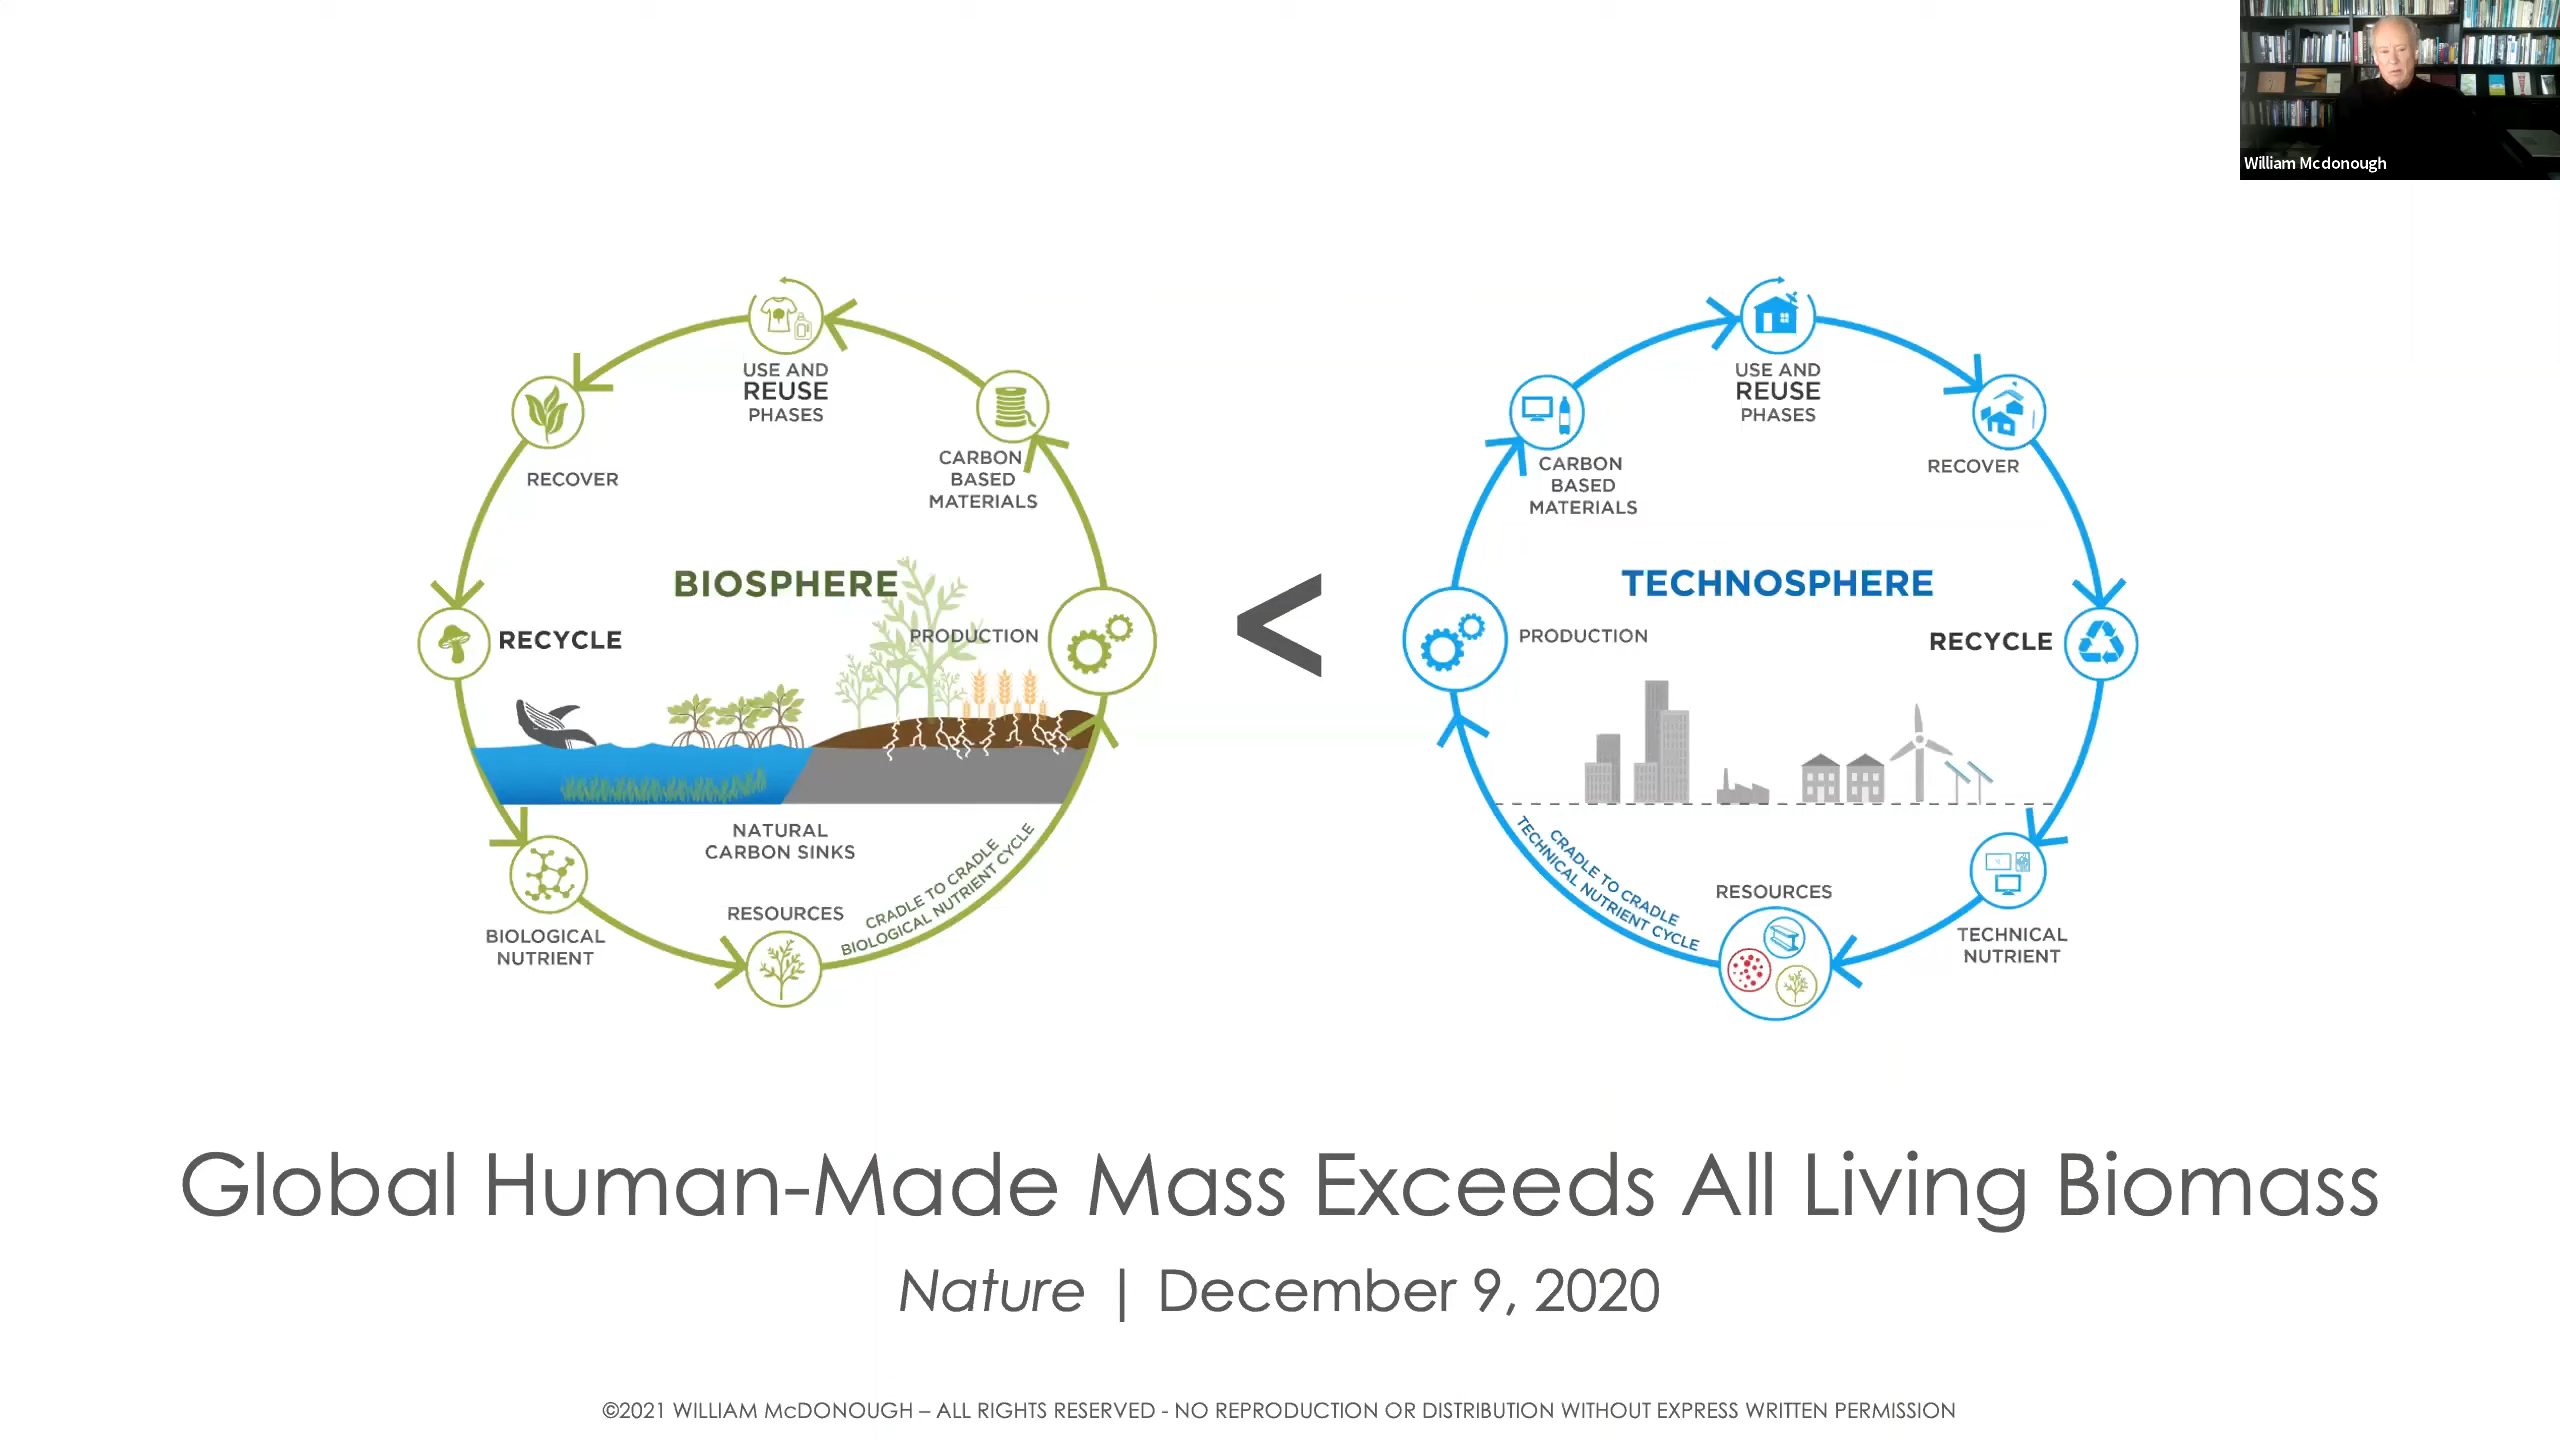 William Mcdonough
USE AND
REUSE
PHASES
RECOVER
CARBON
BASED
MATERIALS
BIOSPHERE
RECYCLE
PRODUCTION
NATURAL
CARBON SINKS
BIOLOGICAL
NUTRIENT
RESOURCES
CRADLE TO CRADLE
BIOLOGICAL NUTRIENT CYCLE
<
USE AND
REUSE
PHASES
CARBON
BASED
MATERIALS
RECOVER
TECHNOSPHERE
PRODUCTION
RECYCLE
CRADLE TO CRADLE
TECHNICAL NUTRIENT CYCLE
RESOURCES
TECHNICAL
NUTRIENT
Global Human-Made Mass Exceeds All Living Biomass
Nature | December 9, 2020
©2021 WILLIAM McDONOUGH – ALL RIGHTS RESERVED - NO REPRODUCTION OR DISTRIBUTION WITHOUT EXPRESS WRITTEN PERMISSION